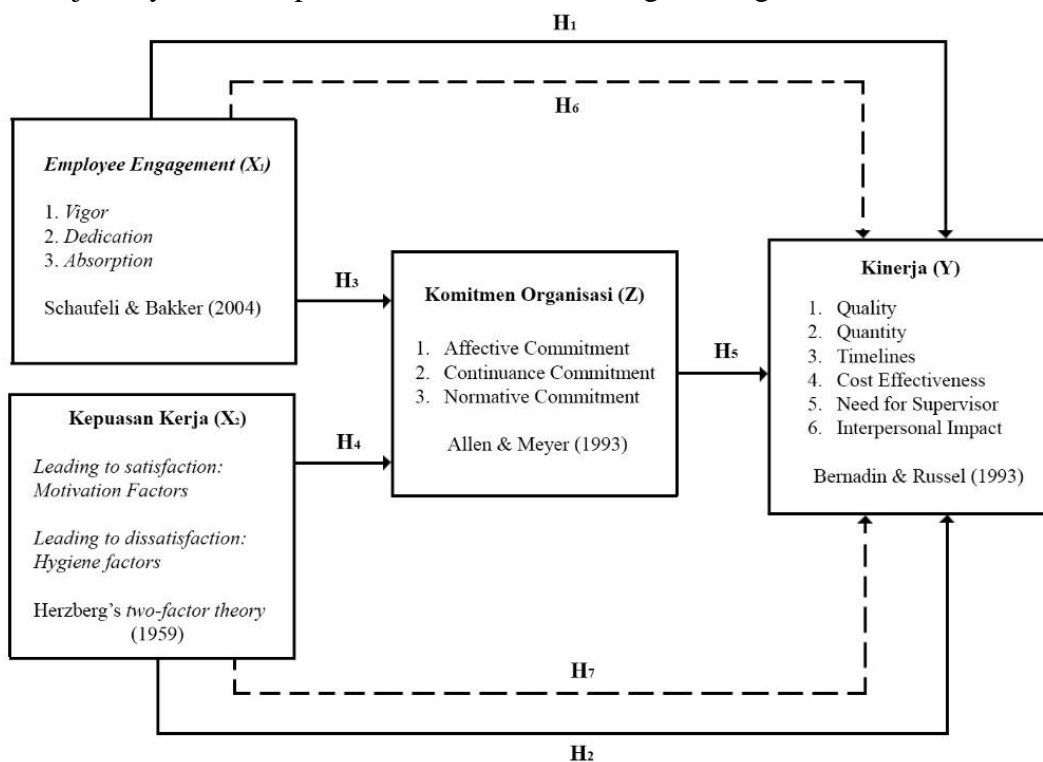 H1
H6
Employee Engagement (X1)
1. Vigor
2. Dedication
3. Absorption
Schaufeli & Bakker (2004)
H3
Komitmen Organisasi (Z)
1. Affective Commitment
2. Continuance Commitment
3. Normative Commitment
Allen & Meyer (1993)
H5
Kinerja (Y)
1. Quality
2. Quantity
3. Timelines
4. Cost Effectiveness
5. Need for Supervisor
6. Interpersonal Impact
Bernadin & Russel (1993)
Kepuasan Kerja (X2)
Leading to satisfaction:
Motivation Factors
Leading to dissatisfaction:
Hygiene factors
Herzberg's two-factor theory
(1959)
H4
H7
H2